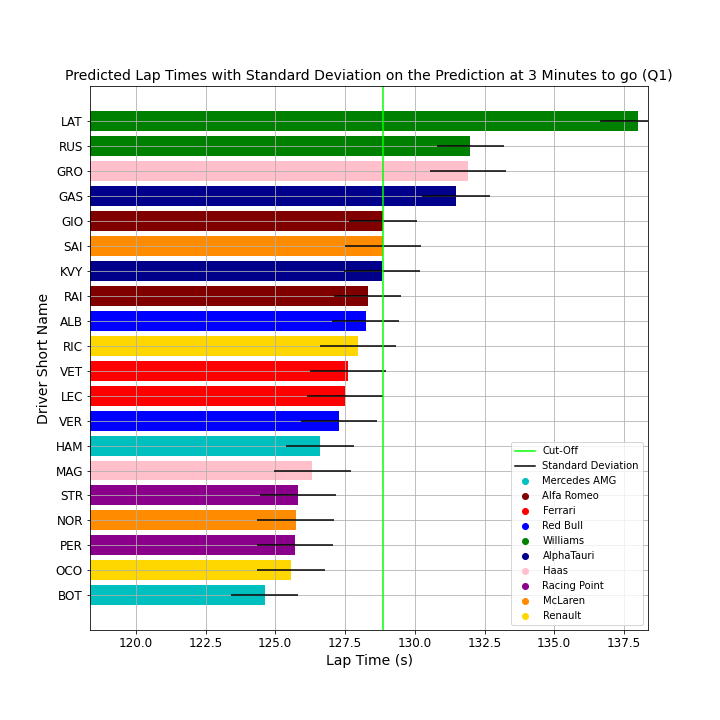 Predicted Lap Times with Standard Deviation on the Prediction at 3 Minutes to go (Q1)
Driver Short Name
LAT
RUS
GRO
GAS
GIO
SAI
KVY
RAI
ALB
RIC
VET
LEC
VER
HAM
MAG
STR
NOR
PER
OCO
BOT
Cut-Off
Standard Deviation
Mercedes AMG
Alfa Romeo
Ferrari
Red Bull
Williams
AlphaTauri
Haas
Racing Point
McLaren
Renault
120.0 122.5 125.0 127.5 130.0 132.5 135.0 137.5
Lap Time (s)